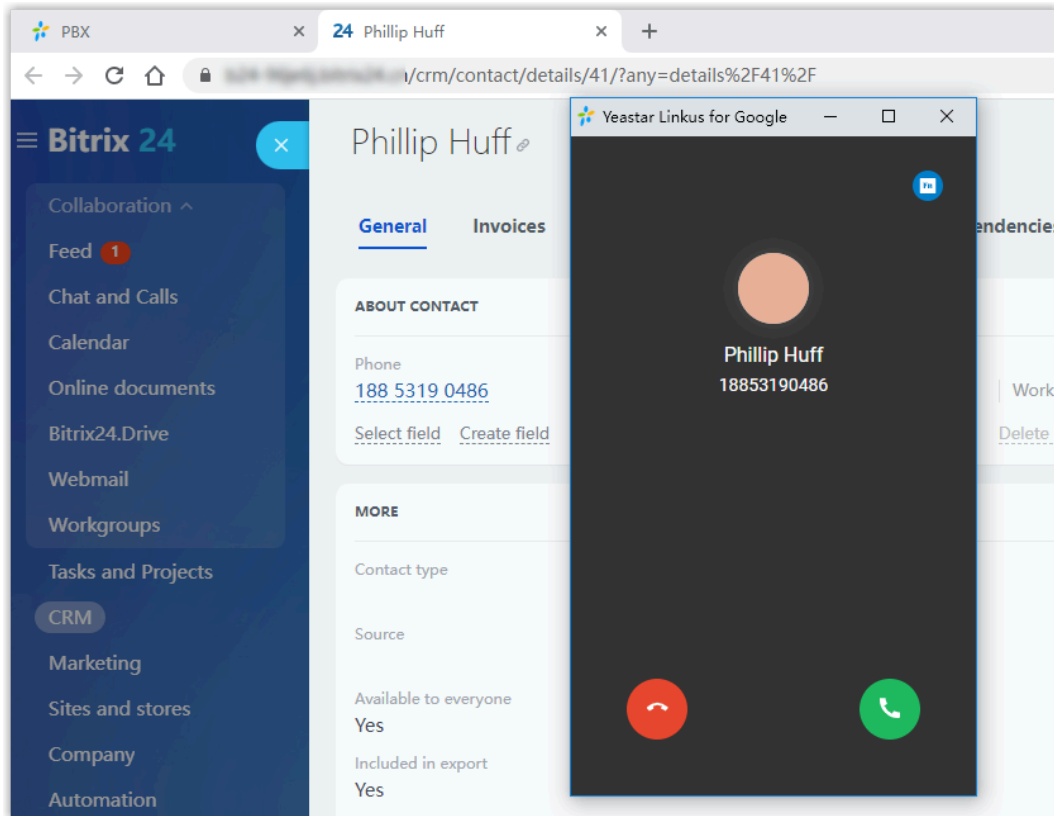 PBX
24 Phillip Huff
/crm/contact/details/41/?any=details%2F41%2F
Yeastar Linkus for Google
Bitrix 24
Phillip Huff
Collaboration
General Invoices
Feed 1
Chat and Calls
Calendar
Online documents
Bitrix24.Drive
Webmail
Workgroups
Tasks and Projects
CRM
Marketing
Sites and stores
Company
Automation
ABOUT CONTACT
Phone
188 5319 0486
Work
Select field Create field
Delete
MORE
Contact type
Source
Available to everyone
Yes
Included in export
Yes
Phillip Huff
18853190486